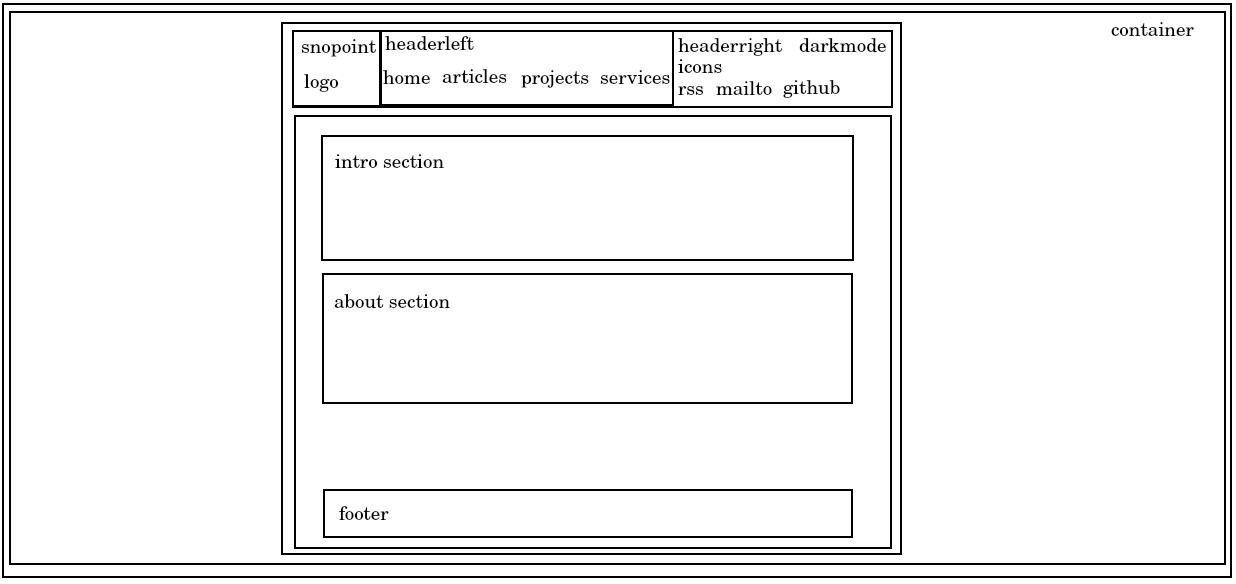 container
snopoint
logo
headerleft
home articles projects services
headerright darkmode
icons
rss mailto github
intro section
about section
footer